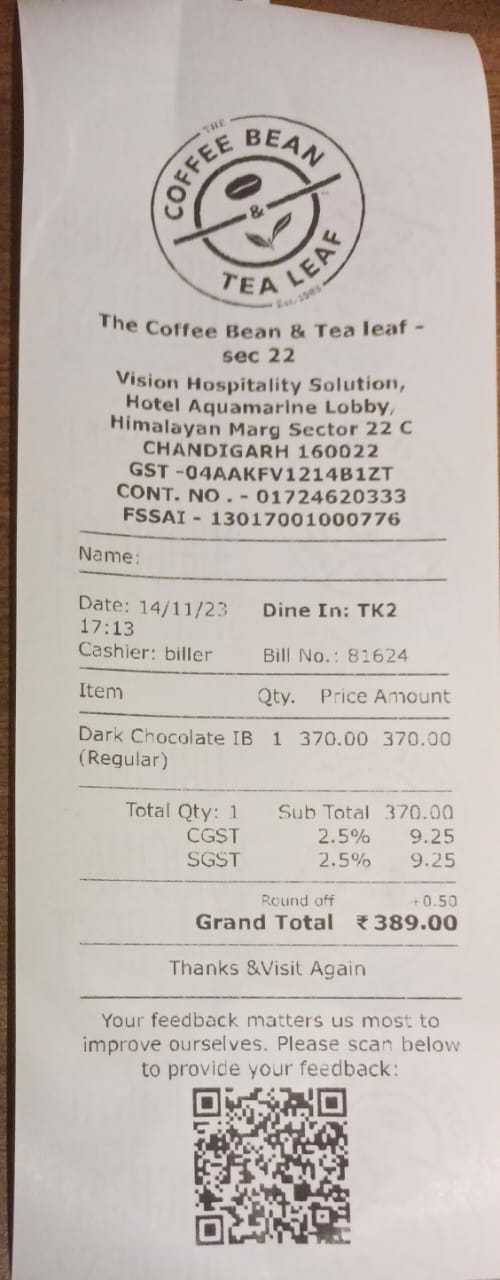 THE
COFFEE BEAN
&
TEA LEAF
Est. 1963
The Coffee Bean & Tea leaf -
sec 22
Vision Hospitality Solution,
Hotel Aquamarine Lobby,
Himalayan Marg Sector 22 C
CHANDIGARH 160022
GST -04AAKFV1214B1ZT
CONT. NO . - 01724620333
FSSAI - 13017001000776
Name:
Date: 14/11/23 Dine In: TK2
17:13
Cashier: biller Bill No.: 81624
Item Qty. Price Amount
Dark Chocolate IB 1 370.00 370.00
(Regular)
Total Qty: 1 Sub Total 370.00
CGST 2.5% 9.25
SGST 2.5% 9.25
Round off +0.50
Grand Total ₹389.00
Thanks &Visit Again
Your feedback matters us most to
improve ourselves. Please scan below
to provide your feedback: